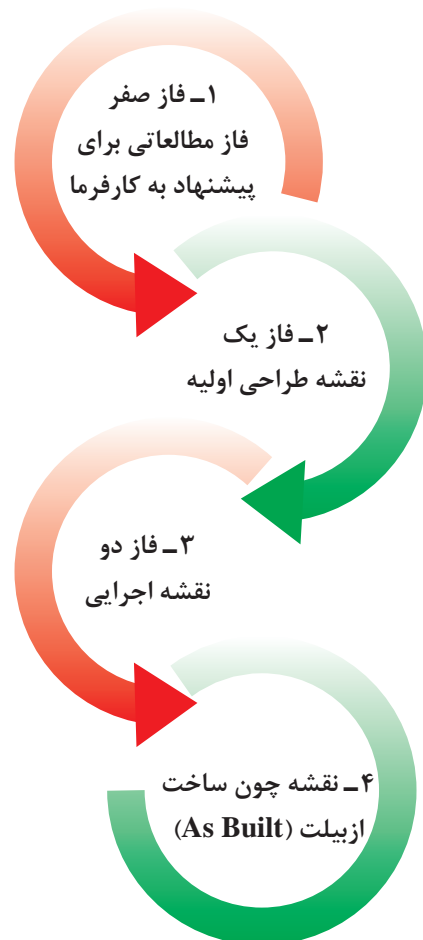 ۱ـ فاز صفر
فاز مطالعاتی برای
پیشنهاد به کارفرما
۲ـ فاز یک
نقشه طراحی اولیه
۳ـ فاز دو
نقشه اجرایی
۴ـ نقشه چون ساخت
ازبیلت (As Built)